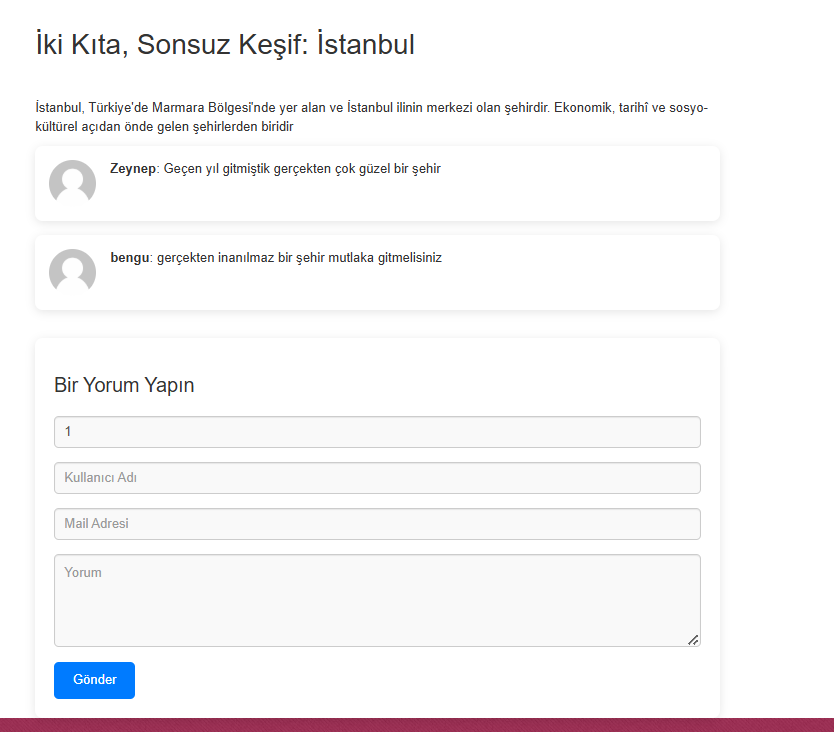 İki Kıta, Sonsuz Keşif: İstanbul
İstanbul, Türkiye'de Marmara Bölgesi'nde yer alan ve İstanbul ilinin merkezi olan şehirdir. Ekonomik, tarihî ve sosyo-
kültürel açıdan önde gelen şehirlerden biridir
Zeynep: Geçen yıl gitmiştik gerçekten çok güzel bir şehir
bengu: gerçekten inanılmaz bir şehir mutlaka gitmelisiniz
Bir Yorum Yapın
1
Kullanıcı Adı
Mail Adresi
Yorum
Gönder